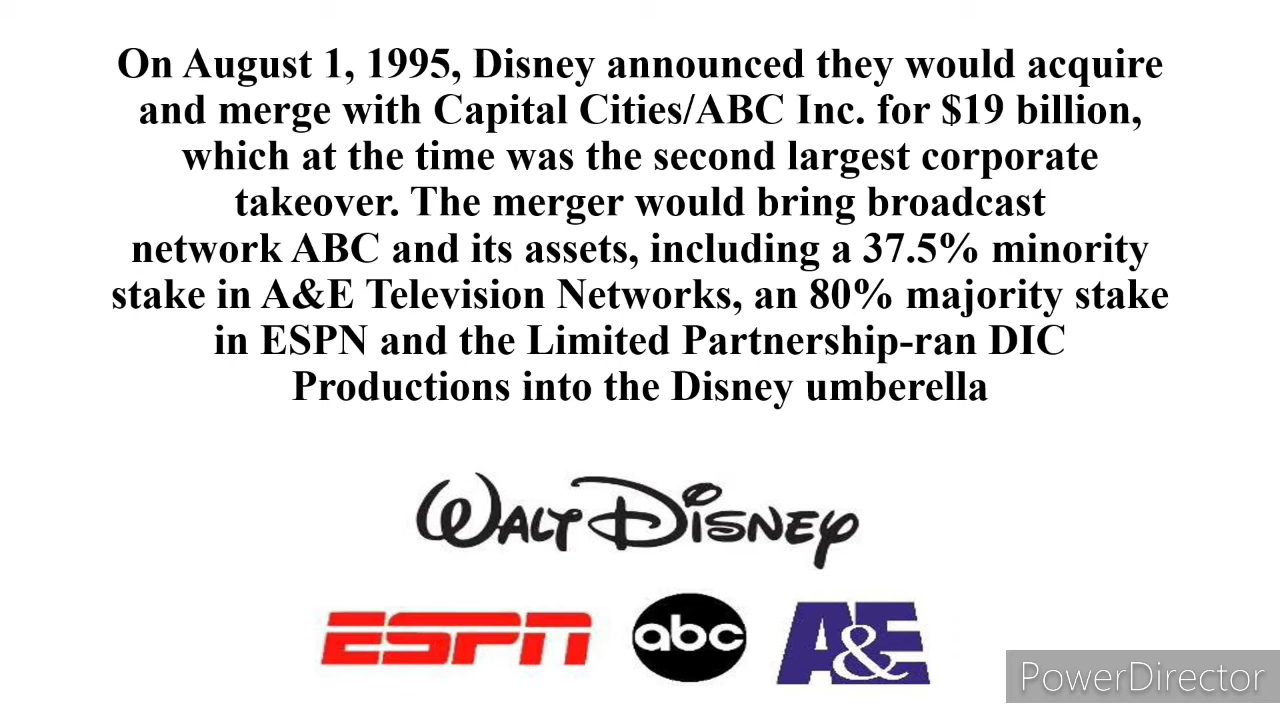 On August 1, 1995, Disney announced they would acquire
and merge with Capital Cities/ABC Inc. for $19 billion,
which at the time was the second largest corporate
takeover. The merger would bring broadcast
network ABC and its assets, including a 37.5% minority
stake in A&E Television Networks, an 80% majority stake
in ESPN and the Limited Partnership-ran DIC
Productions into the Disney umberella
WALT DISNEY
ESPN abc A&E
PowerDirector